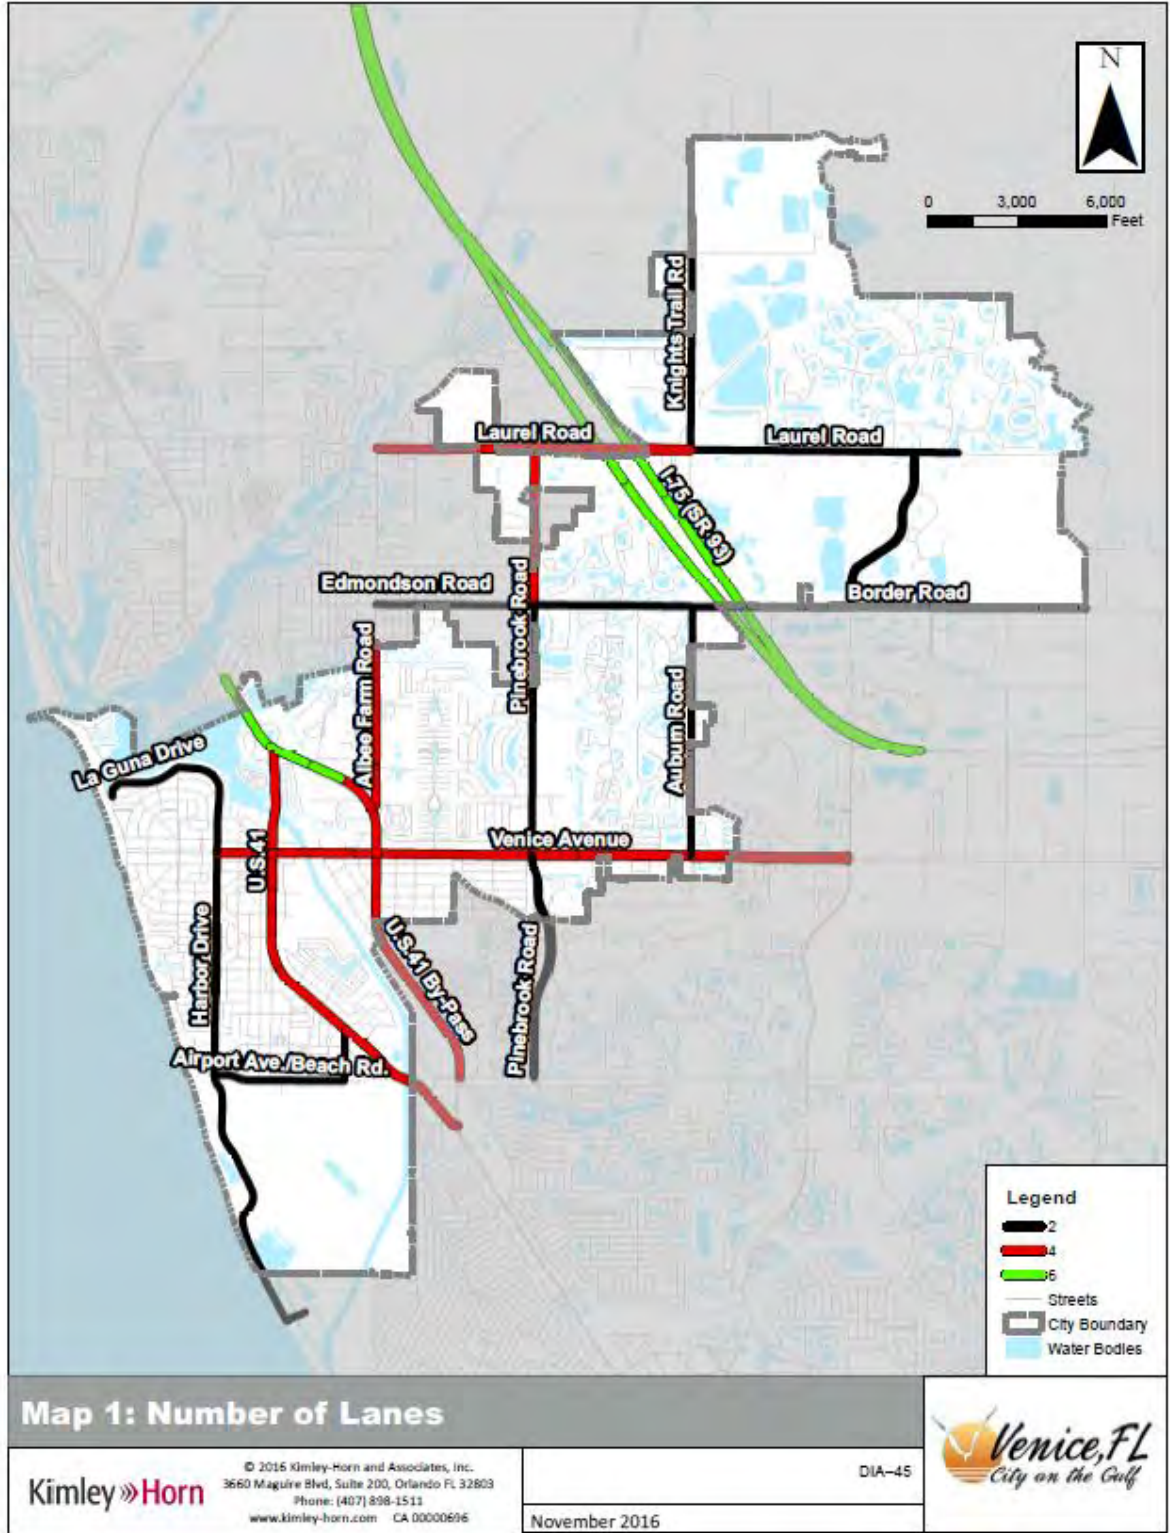 N
0 3,000 6,000
Feet
Knights Trail Rd
Laurel Road
Laurel Road
I-75 (SR 93)
Edmondson Road
Pinebrook Road
Border Road
Albee Farm Road
Auburn Road
La Guna Drive
Venice Avenue
U.S.41
Harbor Drive
U.S.41 By-Pass
Pinebrook Road
Airport Ave./Beach Rd.
Legend
2
4
6
Streets
City Boundary
Water Bodies
Map 1: Number of Lanes
Kimley»Horn
© 2016 Kimley-Horn and Associates, Inc.
3660 Maguire Blvd, Suite 200, Orlando FL 32803
Phone: (407) 898-1511
www.kimley-horn.com CA 00000696
DIA–45
November 2016
Venice, FL
City on the Gulf